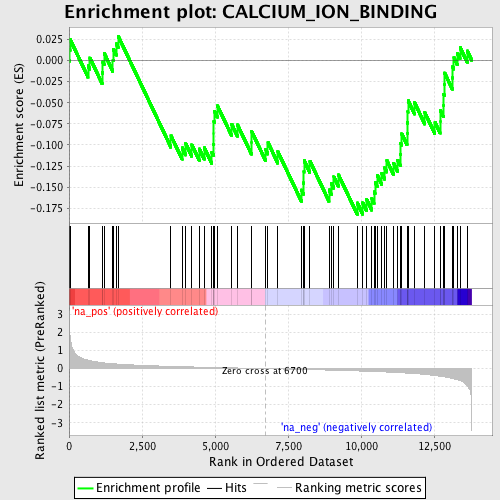 Enrichment plot: CALCIUM_ION_BINDING
Enrichment score (ES)
0.025
0.000
-0.025
-0.050
-0.075
-0.100
-0.125
-0.150
-0.175
Ranked list metric (PreRanked)
3
2
1
0
-1
-2
-3
'na_pos' (positively correlated)
Zero cross at 6700
'na_neg' (negatively correlated)
0
2,500
5,000
7,500
10,000
12,500
Rank in Ordered Dataset
Enrichment profile
Hits
Ranking metric scores